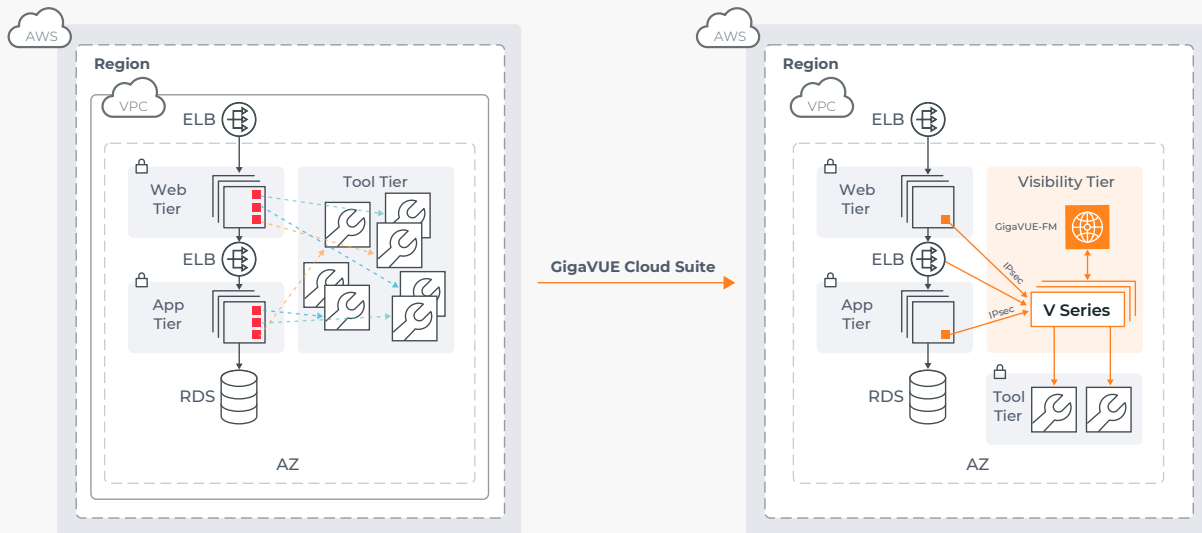 AWS
Region
VPC
ELB
Web
Tier
Tool Tier
ELB
App
Tier
RDS
AZ
GigaVUE Cloud Suite
AWS
Region
VPC
ELB
Web
Tier
Visibility Tier
GigaVUE-FM
ELB
IPsec
App
Tier
IPsec
V Series
RDS
Tool
Tier
AZ